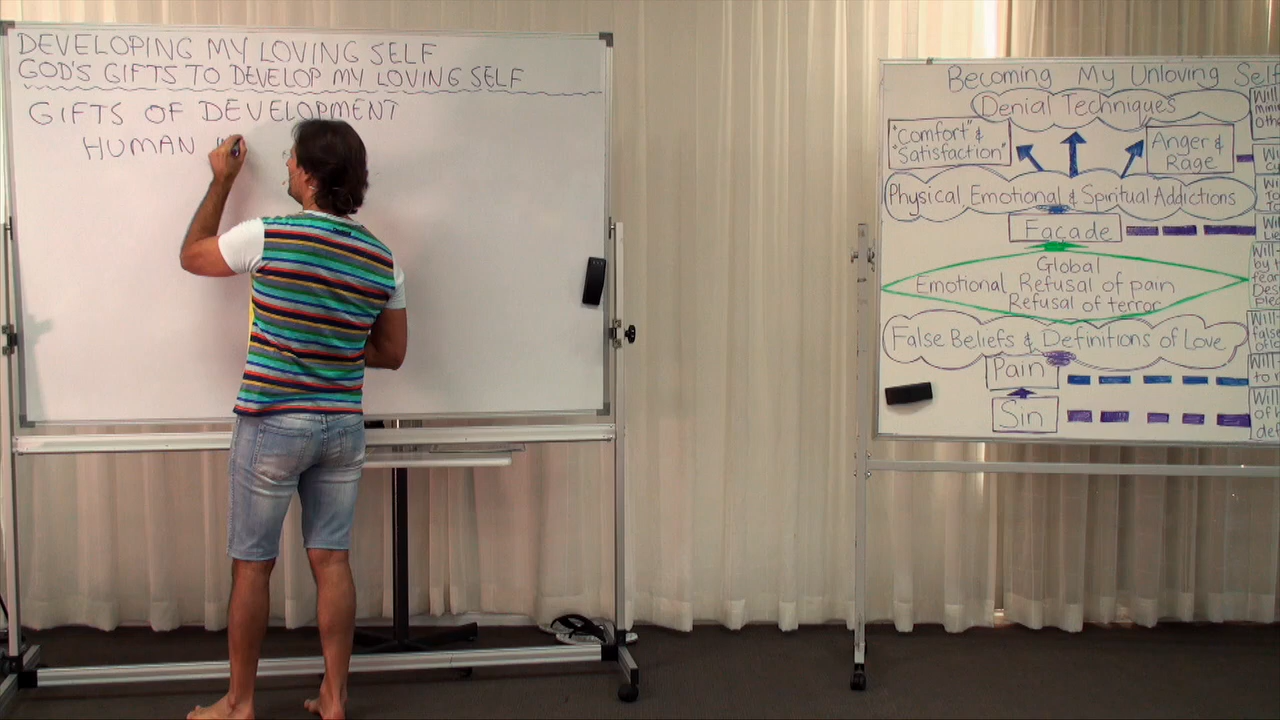 DEVELOPING MY LOVING SELF
GOD'S GIFTS TO DEVELOP MY LOVING SELF
GIFTS OF DEVELOPMENT
HUMAN
Becoming My Unloving Self
Denial Techniques
"Comfort" &
"Satisfaction"
Anger &
Rage
Physical, Emotional & Spiritual Addictions
Façade
Global
Emotional Refusal of pain
Refusal of terror
False Beliefs & Definitions of Love
Pain
Sin